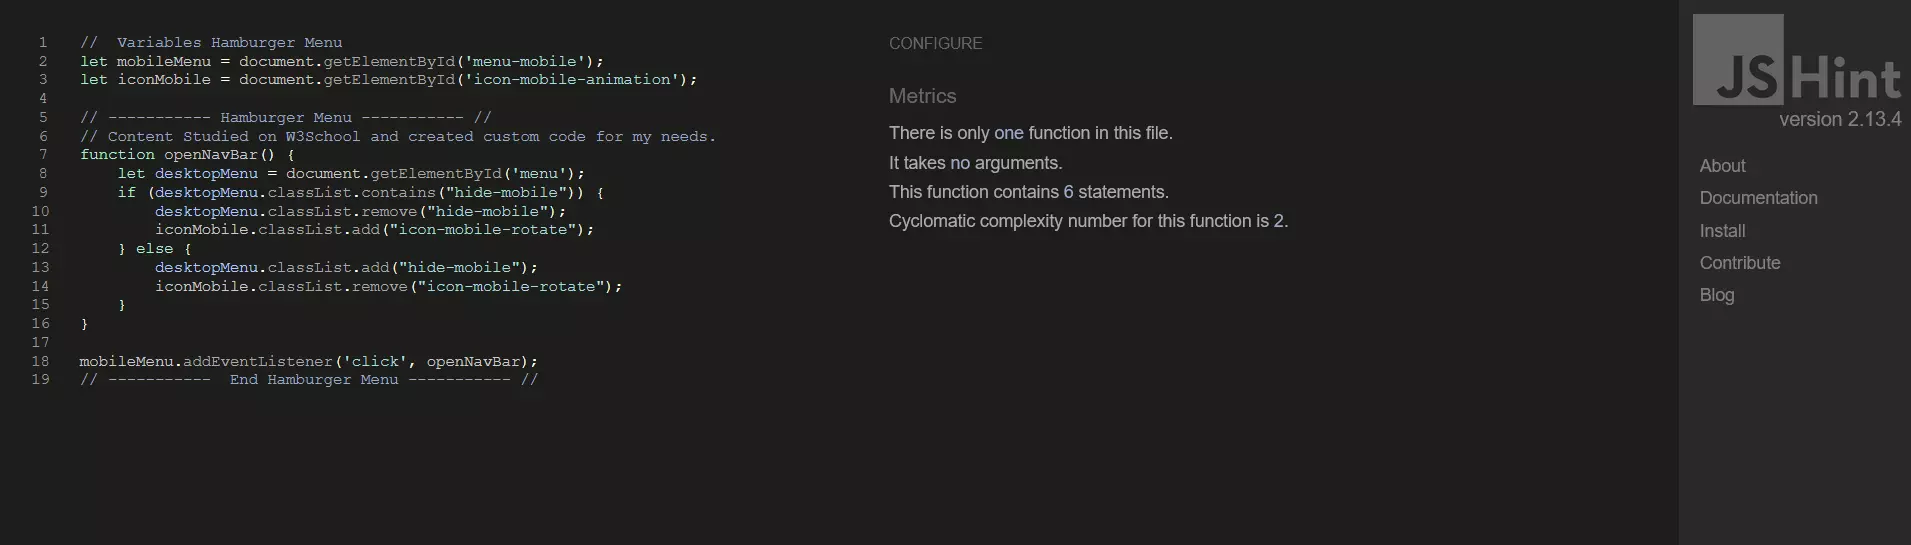 1 //  Variables Hamburger Menu
2 let mobileMenu = document.getElementById('menu-mobile');
3 let iconMobile = document.getElementById('icon-mobile-animation');
4
5 // ----------- Hamburger Menu ----------- //
6 // Content Studied on W3School and created custom code for my needs.
7 function openNavBar() {
8     let desktopMenu = document.getElementById('menu');
9     if (desktopMenu.classList.contains("hide-mobile")) {
10         desktopMenu.classList.remove("hide-mobile");
11         iconMobile.classList.add("icon-mobile-rotate");
12     } else {
13         desktopMenu.classList.add("hide-mobile");
14         iconMobile.classList.remove("icon-mobile-rotate");
15     }
16 }
17
18 mobileMenu.addEventListener('click', openNavBar);
19 // -----------  End Hamburger Menu ----------- //
CONFIGURE
Metrics
There is only one function in this file.
It takes no arguments.
This function contains 6 statements.
Cyclomatic complexity number for this function is 2.
JSHint
version 2.13.4
About
Documentation
Install
Contribute
Blog